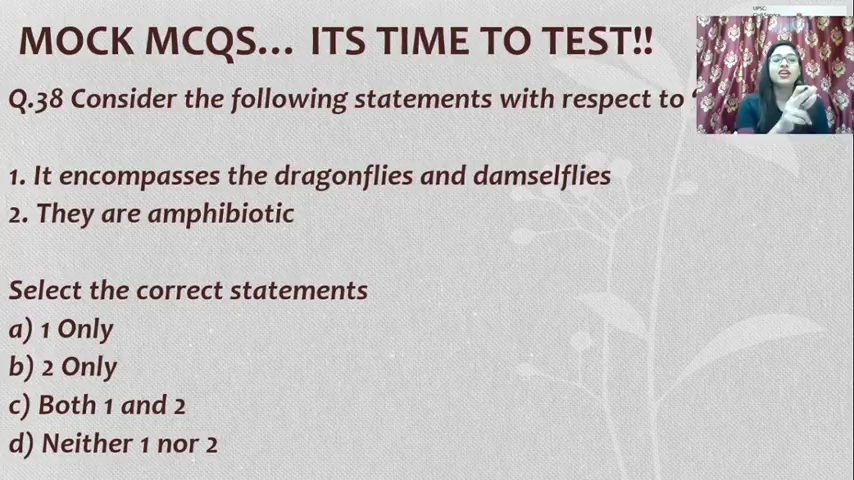 MOCK MCQS... ITS TIME TO TEST!!
UPSC:
Q.38 Consider the following statements with respect to
1. It encompasses the dragonflies and damselflies
2. They are amphibiotic
Select the correct statements
a) 1 Only
b) 2 Only
c) Both 1 and 2
d) Neither 1 nor 2